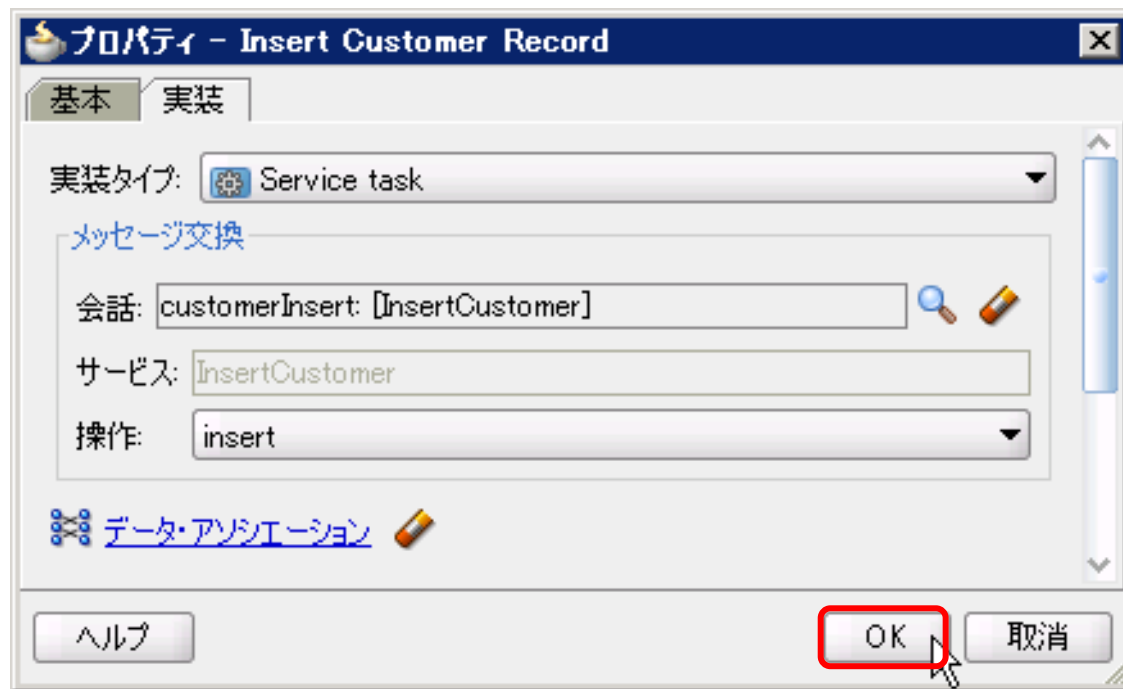 プロパティ - Insert Customer Record
基本 実装
実装タイプ: Service task
メッセージ交換
会話: customerInsert: [InsertCustomer]
サービス: InsertCustomer
操作: insert
データ・アソシエーション
ヘルプ OK 取消